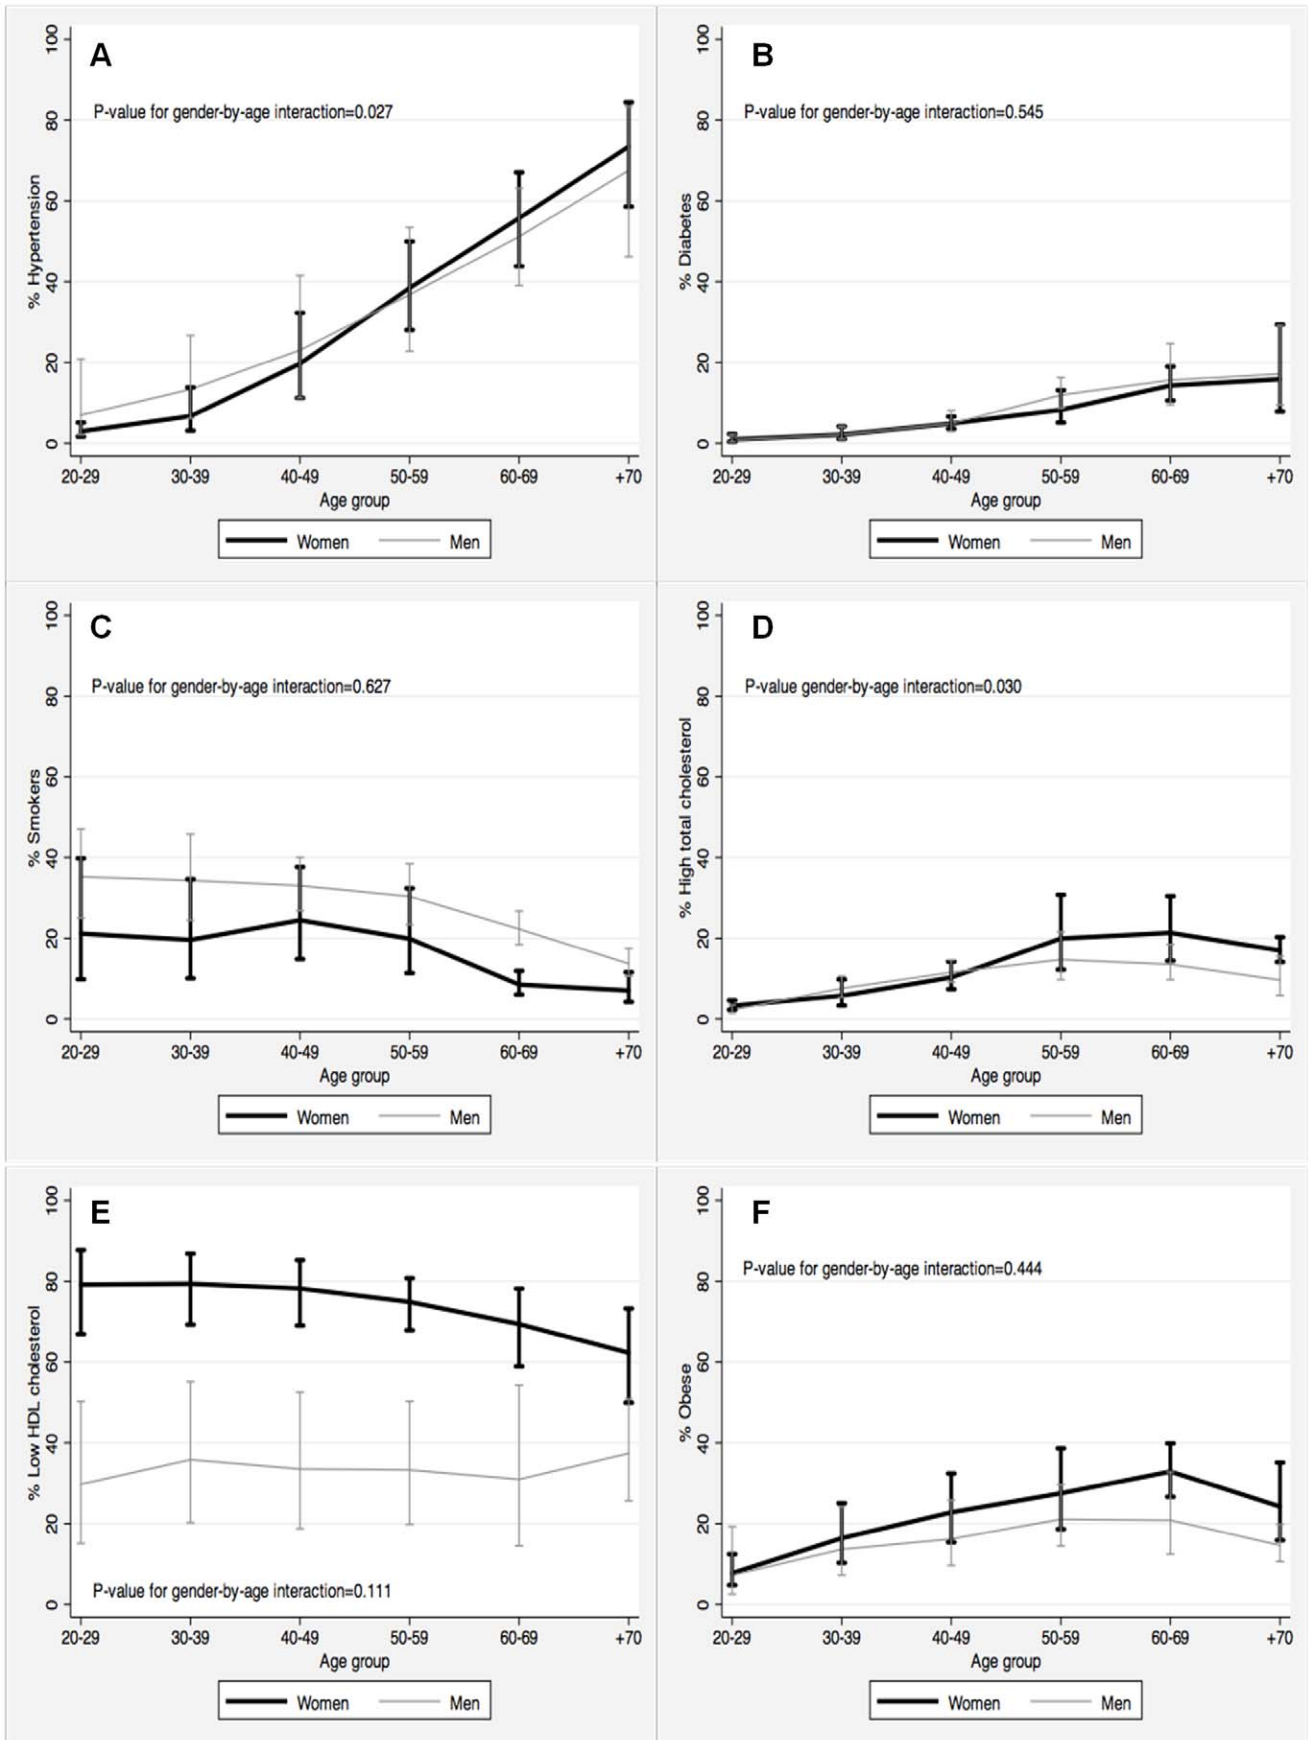 A
P-value for gender-by-age interaction=0.027
% Hypertension
100
80
60
40
20
0
20-29 30-39 40-49 50-59 60-69 +70
Age group
Women Men
B
P-value for gender-by-age interaction=0.545
% Diabetes
100
80
60
40
20
0
20-29 30-39 40-49 50-59 60-69 +70
Age group
Women Men
C
P-value for gender-by-age interaction=0.627
% Smokers
100
80
60
40
20
0
20-29 30-39 40-49 50-59 60-69 +70
Age group
Women Men
D
P-value gender-by-age interaction=0.030
% High total cholesterol
100
80
60
40
20
0
20-29 30-39 40-49 50-59 60-69 +70
Age group
Women Men
E
% Low HDL cholesterol
100
80
60
40
20
0
P-value for gender-by-age interaction=0.111
20-29 30-39 40-49 50-59 60-69 +70
Age group
Women Men
F
P-value for gender-by-age interaction=0.444
% Obese
100
80
60
40
20
0
20-29 30-39 40-49 50-59 60-69 +70
Age group
Women Men